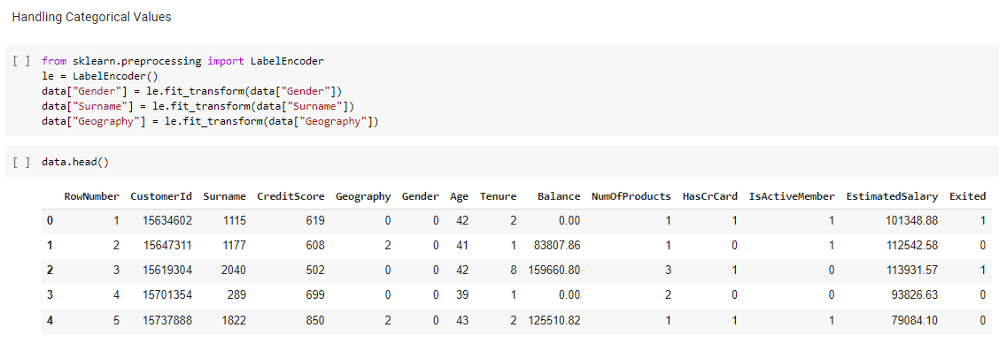 Handling Categorical Values
[ ] from sklearn.preprocessing import LabelEncoder
le = LabelEncoder()
data["Gender"] = le.fit_transform(data["Gender"])
data["Surname"] = le.fit_transform(data["Surname"])
data["Geography"] = le.fit_transform(data["Geography"])
[ ] data.head()
RowNumber CustomerId Surname CreditScore Geography Gender Age Tenure Balance NumOfProducts HasCrCard IsActiveMember EstimatedSalary Exited
0 1 15634602 1115 619 0 0 42 2 0.00 1 1 1 101348.88 1
1 2 15647311 1177 608 2 0 41 1 83807.86 1 0 1 112542.58 0
2 3 15619304 2040 502 0 0 42 8 159660.80 3 1 0 113931.57 1
3 4 15701354 289 699 0 0 39 1 0.00 2 0 0 93826.63 0
4 5 15737888 1822 850 2 0 43 2 125510.82 1 1 1 79084.10 0